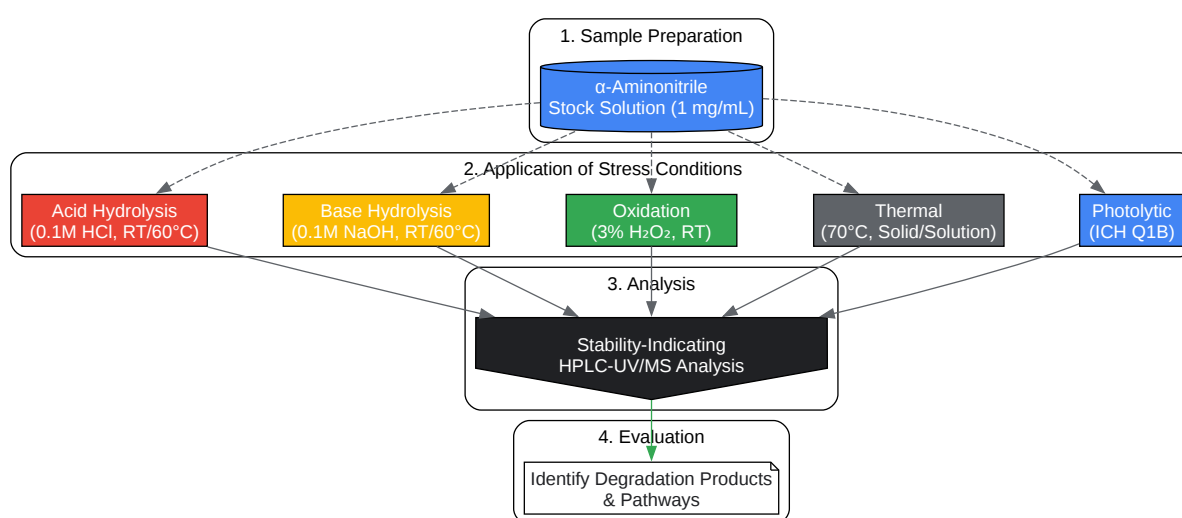 1. Sample Preparation
α-Aminonitrile
Stock Solution (1 mg/mL)
2. Application of Stress Conditions
Acid Hydrolysis
(0.1M HCl, RT/60°C)
Base Hydrolysis
(0.1M NaOH, RT/60°C)
Oxidation
(3% H₂O₂, RT)
Thermal
(70°C, Solid/Solution)
Photolytic
(ICH Q1B)
3. Analysis
Stability-Indicating
HPLC-UV/MS Analysis
4. Evaluation
Identify Degradation Products
& Pathways